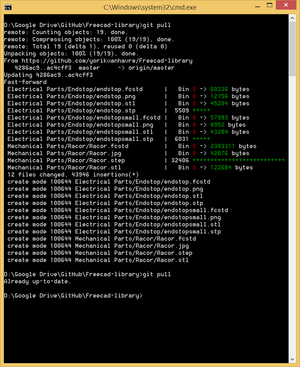 C:\Windows\system32\cmd.exe
D:\Google Drive\GitHub\Freecad-library>git pull
remote: Counting objects: 19, done.
remote: Compressing objects: 100% (19/19), done.
remote: Total 19 (delta 1), reused 0 (delta 0)
Unpacking objects: 100% (19/19), done.
From https://github.com/yorikvanhavre/Freecad-library
4286ac9..ac4cff3 master -> origin/master
Updating 4286ac9..ac4cff3
Fast-forward
Electrical Parts/Endstop/endstop.fcstd | Bin 0 -> 60336 bytes
Electrical Parts/Endstop/endstop.png | Bin 0 -> 12756 bytes
Electrical Parts/Endstop/endstop.stl | Bin 0 -> 45284 bytes
Electrical Parts/Endstop/endstop.stp | 5509 +++++
Electrical Parts/Endstop/endstopsmall.fcstd | Bin 0 -> 57991 bytes
Electrical Parts/Endstop/endstopsmall.png | Bin 0 -> 8952 bytes
Electrical Parts/Endstop/endstopsmall.stl | Bin 0 -> 49284 bytes
Electrical Parts/Endstop/endstopsmall.stp | 6031 +++++
Mechanical Parts/Racor/Racor.fcstd | Bin 0 -> bytes
Mechanical Parts/Racor/Racor.jpg | Bin 0 -> 42076 bytes
Mechanical Parts/Racor/Racor.step | 32406 ++++++++++++++++++++++++++
Mechanical Parts/Racor/Racor.stl | Bin 0 -> 122684 bytes
12 files changed, 43946 insertions(+)
create mode 100644 Electrical Parts/Endstop/endstop.fcstd
create mode 100644 Electrical Parts/Endstop/endstop.png
create mode 100644 Electrical Parts/Endstop/endstop.stl
create mode 100644 Electrical Parts/Endstop/endstop.stp
create mode 100644 Electrical Parts/Endstop/endstopsmall.fcstd
create mode 100644 Electrical Parts/Endstop/endstopsmall.png
create mode 100644 Electrical Parts/Endstop/endstopsmall.stl
create mode 100644 Electrical Parts/Endstop/endstopsmall.stp
create mode 100644 Mechanical Parts/Racor/Racor.fcstd
create mode 100644 Mechanical Parts/Racor/Racor.jpg
create mode 100644 Mechanical Parts/Racor/Racor.step
create mode 100644 Mechanical Parts/Racor/Racor.stl
D:\Google Drive\GitHub\Freecad-library>git pull
Already up-to-date.
D:\Google Drive\GitHub\Freecad-library>